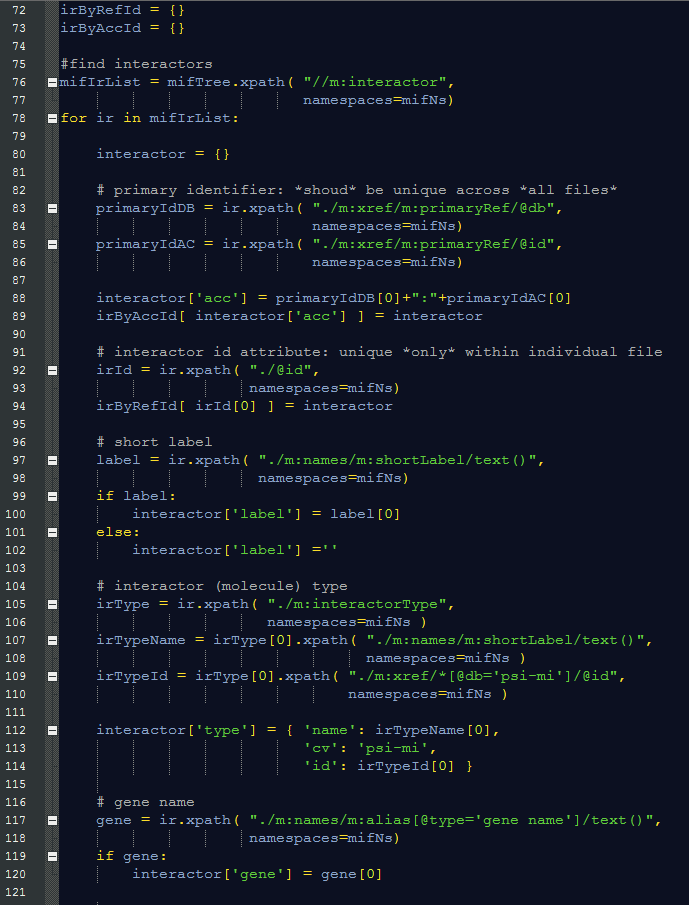 72 irByRefId = {}
73 irByAccId = {}
74
75 #find interactors
76 mifIrList = mifTree.xpath( "//m:interactor",
77                            namespaces=mifNs)
78 for ir in mifIrList:
79
80     interactor = {}
81
82     # primary identifier: *shoud* be unique across *all files*
83     primaryIdDB = ir.xpath( "./m:xref/m:primaryRef/@db",
84                             namespaces=mifNs)
85     primaryIdAC = ir.xpath( "./m:xref/m:primaryRef/@id",
86                             namespaces=mifNs)
87
88     interactor['acc'] = primaryIdDB[0]+":"+primaryIdAC[0]
89     irByAccId[ interactor['acc'] ] = interactor
90
91     # interactor id attribute: unique *only* within individual file
92     irId = ir.xpath( "./@id",
93                      namespaces=mifNs)
94     irByRefId[ irId[0] ] = interactor
95
96     # short label
97     label = ir.xpath( "./m:names/m:shortLabel/text()",
98                       namespaces=mifNs)
99     if label:
100         interactor['label'] = label[0]
101     else:
102         interactor['label'] =''
103
104     # interactor (molecule) type
105     irType = ir.xpath( "./m:interactorType",
106                        namespaces=mifNs )
107     irTypeName = irType[0].xpath( "./m:names/m:shortLabel/text()",
108                                   namespaces=mifNs )
109     irTypeId = irType[0].xpath( "./m:xref/*[@db='psi-mi']/@id",
110                                 namespaces=mifNs )
111
112     interactor['type'] = { 'name': irTypeName[0],
113                            'cv': 'psi-mi',
114                            'id': irTypeId[0] }
115
116     # gene name
117     gene = ir.xpath( "./m:names/m:alias[@type='gene name']/text()",
118                      namespaces=mifNs)
119     if gene:
120         interactor['gene'] = gene[0]
121